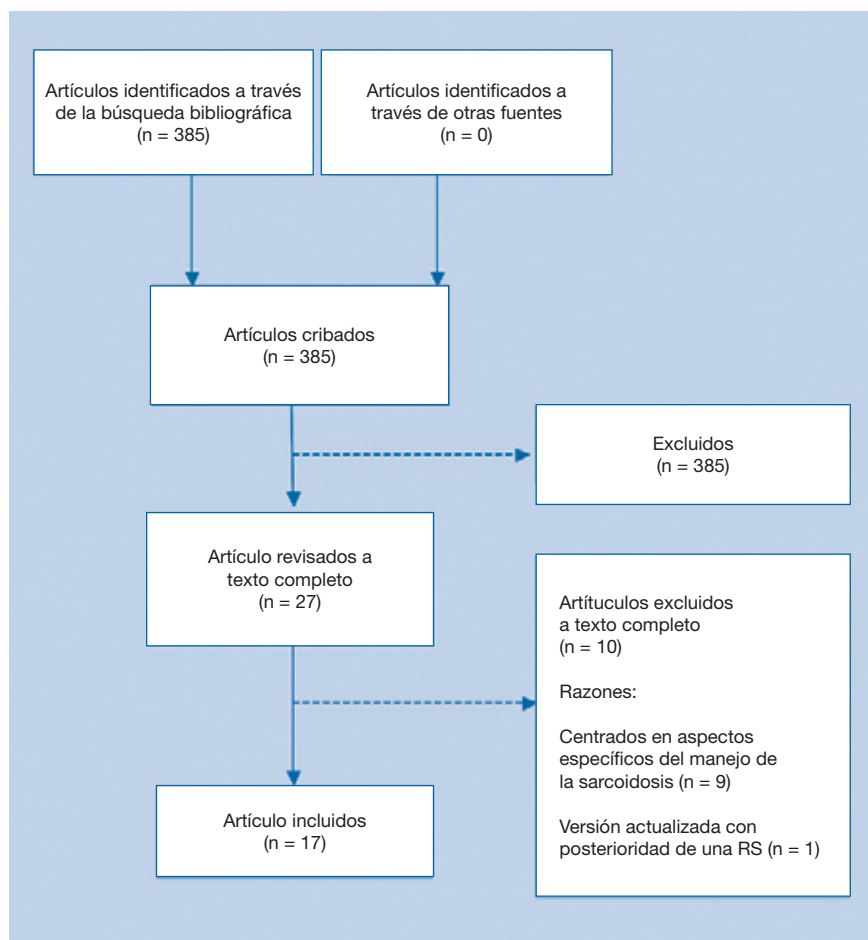 Artículos identificados a través
de la búsqueda bibliográfica
(n = 385)
Artículos identificados a
través de otras fuentes
(n = 0)
Artículos cribados
(n = 385)
Excluidos
(n = 385)
Artículo revisados a
texto completo
(n = 27)
Artítuculos excluidos
a texto completo
(n = 10)
Razones:
Centrados en aspectos
específicos del manejo de
la sarcoidosis (n = 9)
Versión actualizada con
posterioridad de una RS (n = 1)
Artículo incluidos
(n = 17)